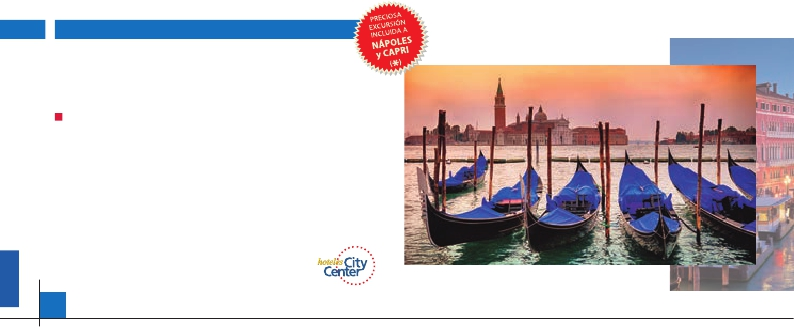 PRECIOSA
EXCURSIÓN
INCLUIDA A
NÁPOLES
y CAPRI
(*)
hoteles City
Center